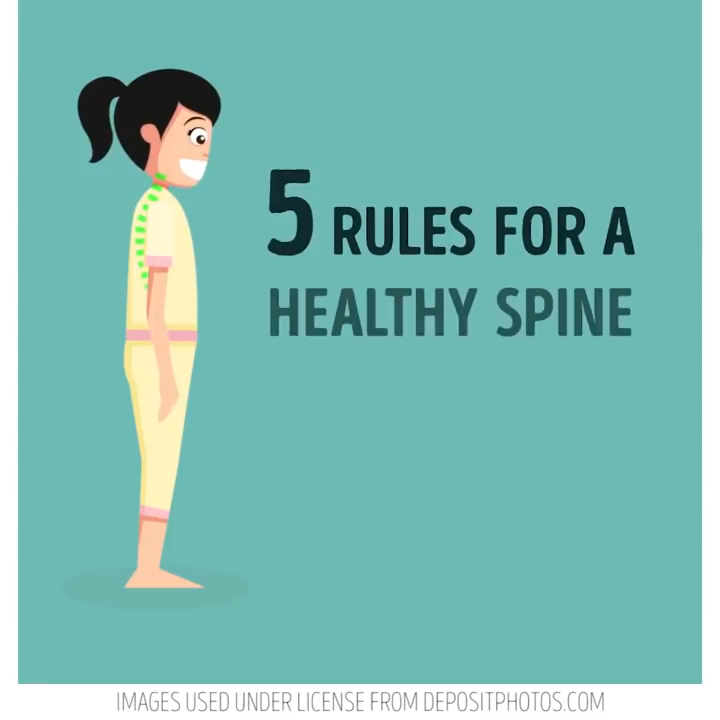 5 RULES FOR A
HEALTHY SPINE
IMAGES USED UNDER LICENSE FROM DEPOSITPHOTOS.COM